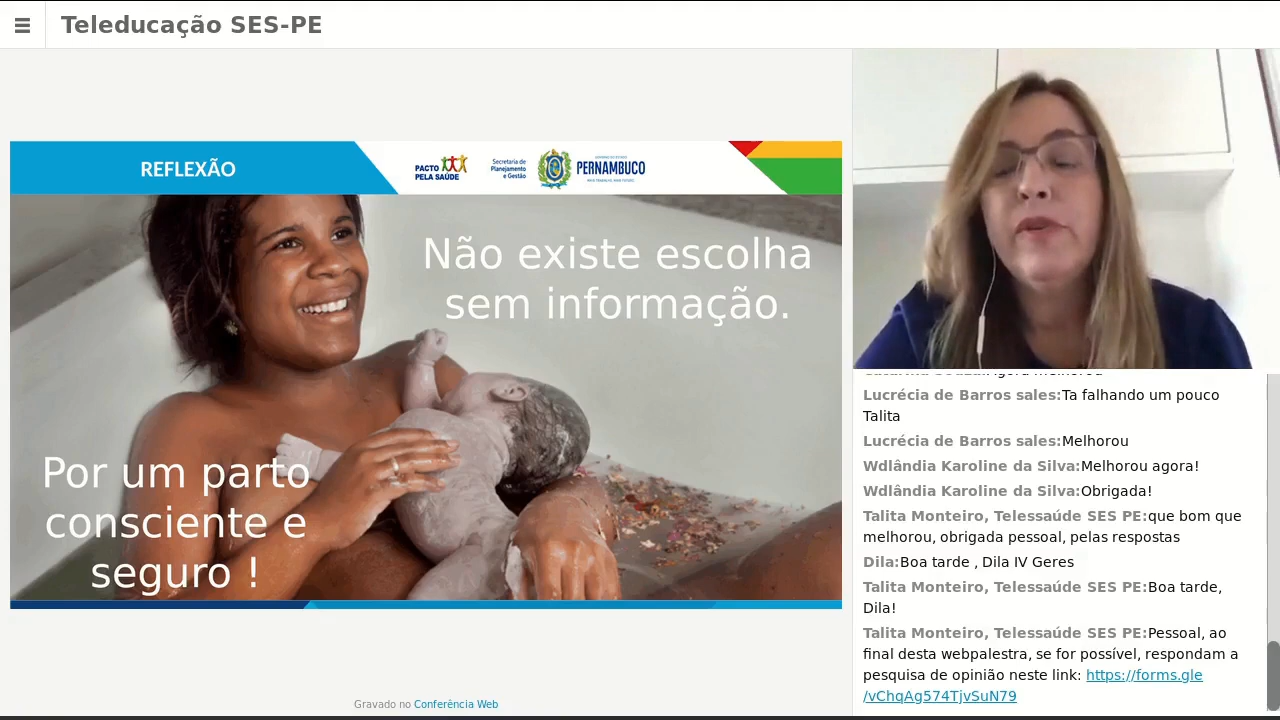 Teleducação SES-PE
REFLEXÃO
PACTO
PELA SAÚDE
Secretaria de
Planejamento
e Gestão
PERNAMBUCO
Não existe escolha
sem informação.
Por um parto
consciente e
seguro !
Gravado no Conferência Web
Lucrécia de Barros sales:Ta falhando um pouco
Talita
Lucrécia de Barros sales:Melhorou
Wdlândia Karoline da Silva:Melhorou agora!
Wdlândia Karoline da Silva:Obrigada!
Talita Monteiro, Telessaúde SES PE:que bom que
melhorou, obrigada pessoal, pelas respostas
Dila:Boa tarde , Dila IV Geres
Talita Monteiro, Telessaúde SES PE:Boa tarde,
Dila!
Talita Monteiro, Telessaúde SES PE:Pessoal, ao
final desta webpalestra, se for possível, respondam a
pesquisa de opinião neste link: https://forms.gle
/vChqAg574TjvSuN79